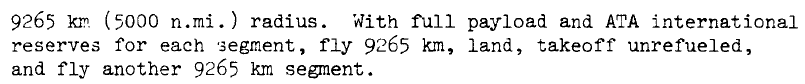 9265 km (5000 n.mi.) radius.  With full payload and ATA international
reserves for each segment, fly 9265 km, land, takeoff unrefueled,
and fly another 9265 km segment.